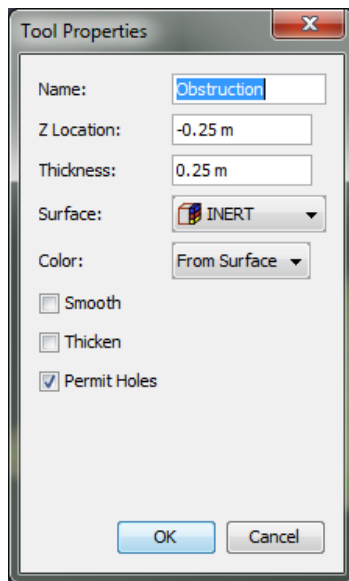 Tool Properties
Name: Obstruction
Z Location: -0.25 m
Thickness: 0.25 m
Surface: INERT
Color: From Surface
Smooth
Thicken
Permit Holes
OK Cancel